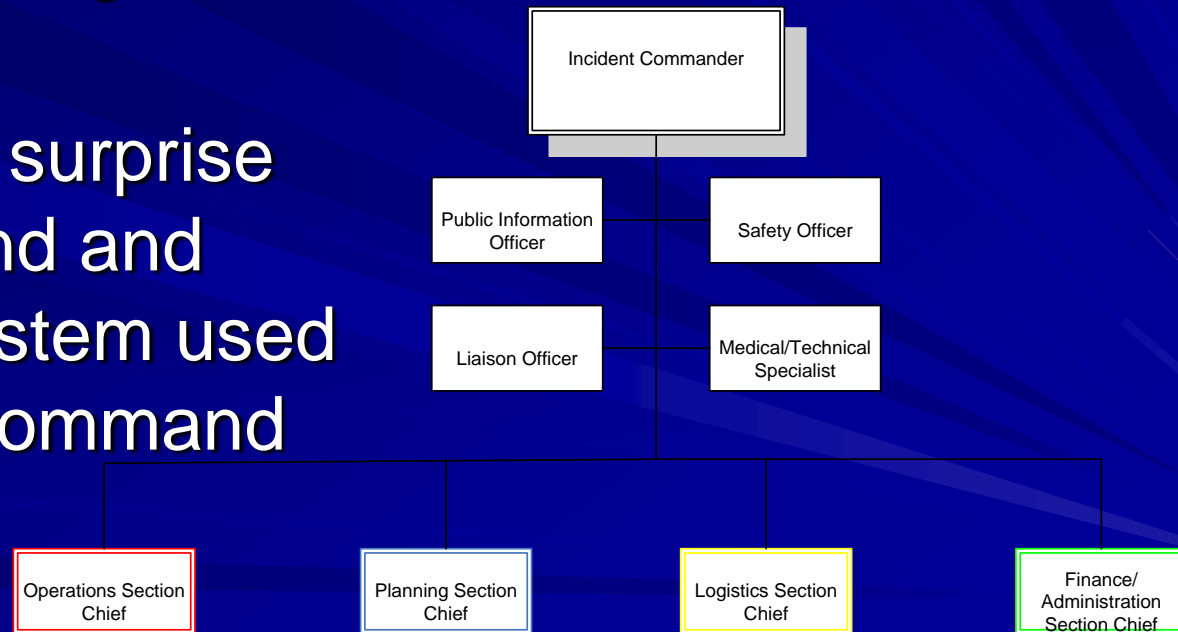 surprise
nd and
stem used
ommand
Incident Commander
Public Information
Officer
Safety Officer
Liaison Officer
Medical/Technical
Specialist
Operations Section
Chief
Planning Section
Chief
Logistics Section
Chief
Finance/
Administration
Section Chief